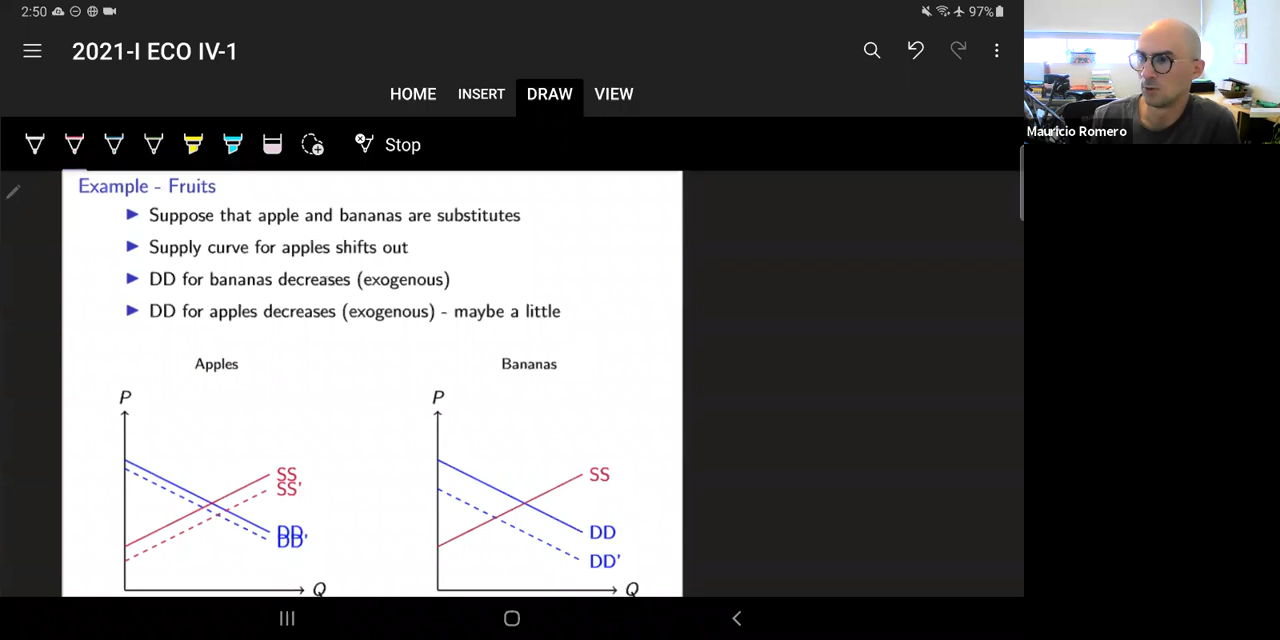 2:50
97%
2021-I ECO IV-1
HOME INSERT DRAW VIEW
Stop
Mauricio Romero
Example - Fruits
Suppose that apple and bananas are substitutes
Supply curve for apples shifts out
DD for bananas decreases (exogenous)
DD for apples decreases (exogenous) - maybe a little
Apples
P
SS
SS'
DD
DD'
Q
Bananas
P
SS
DD
DD'
Q